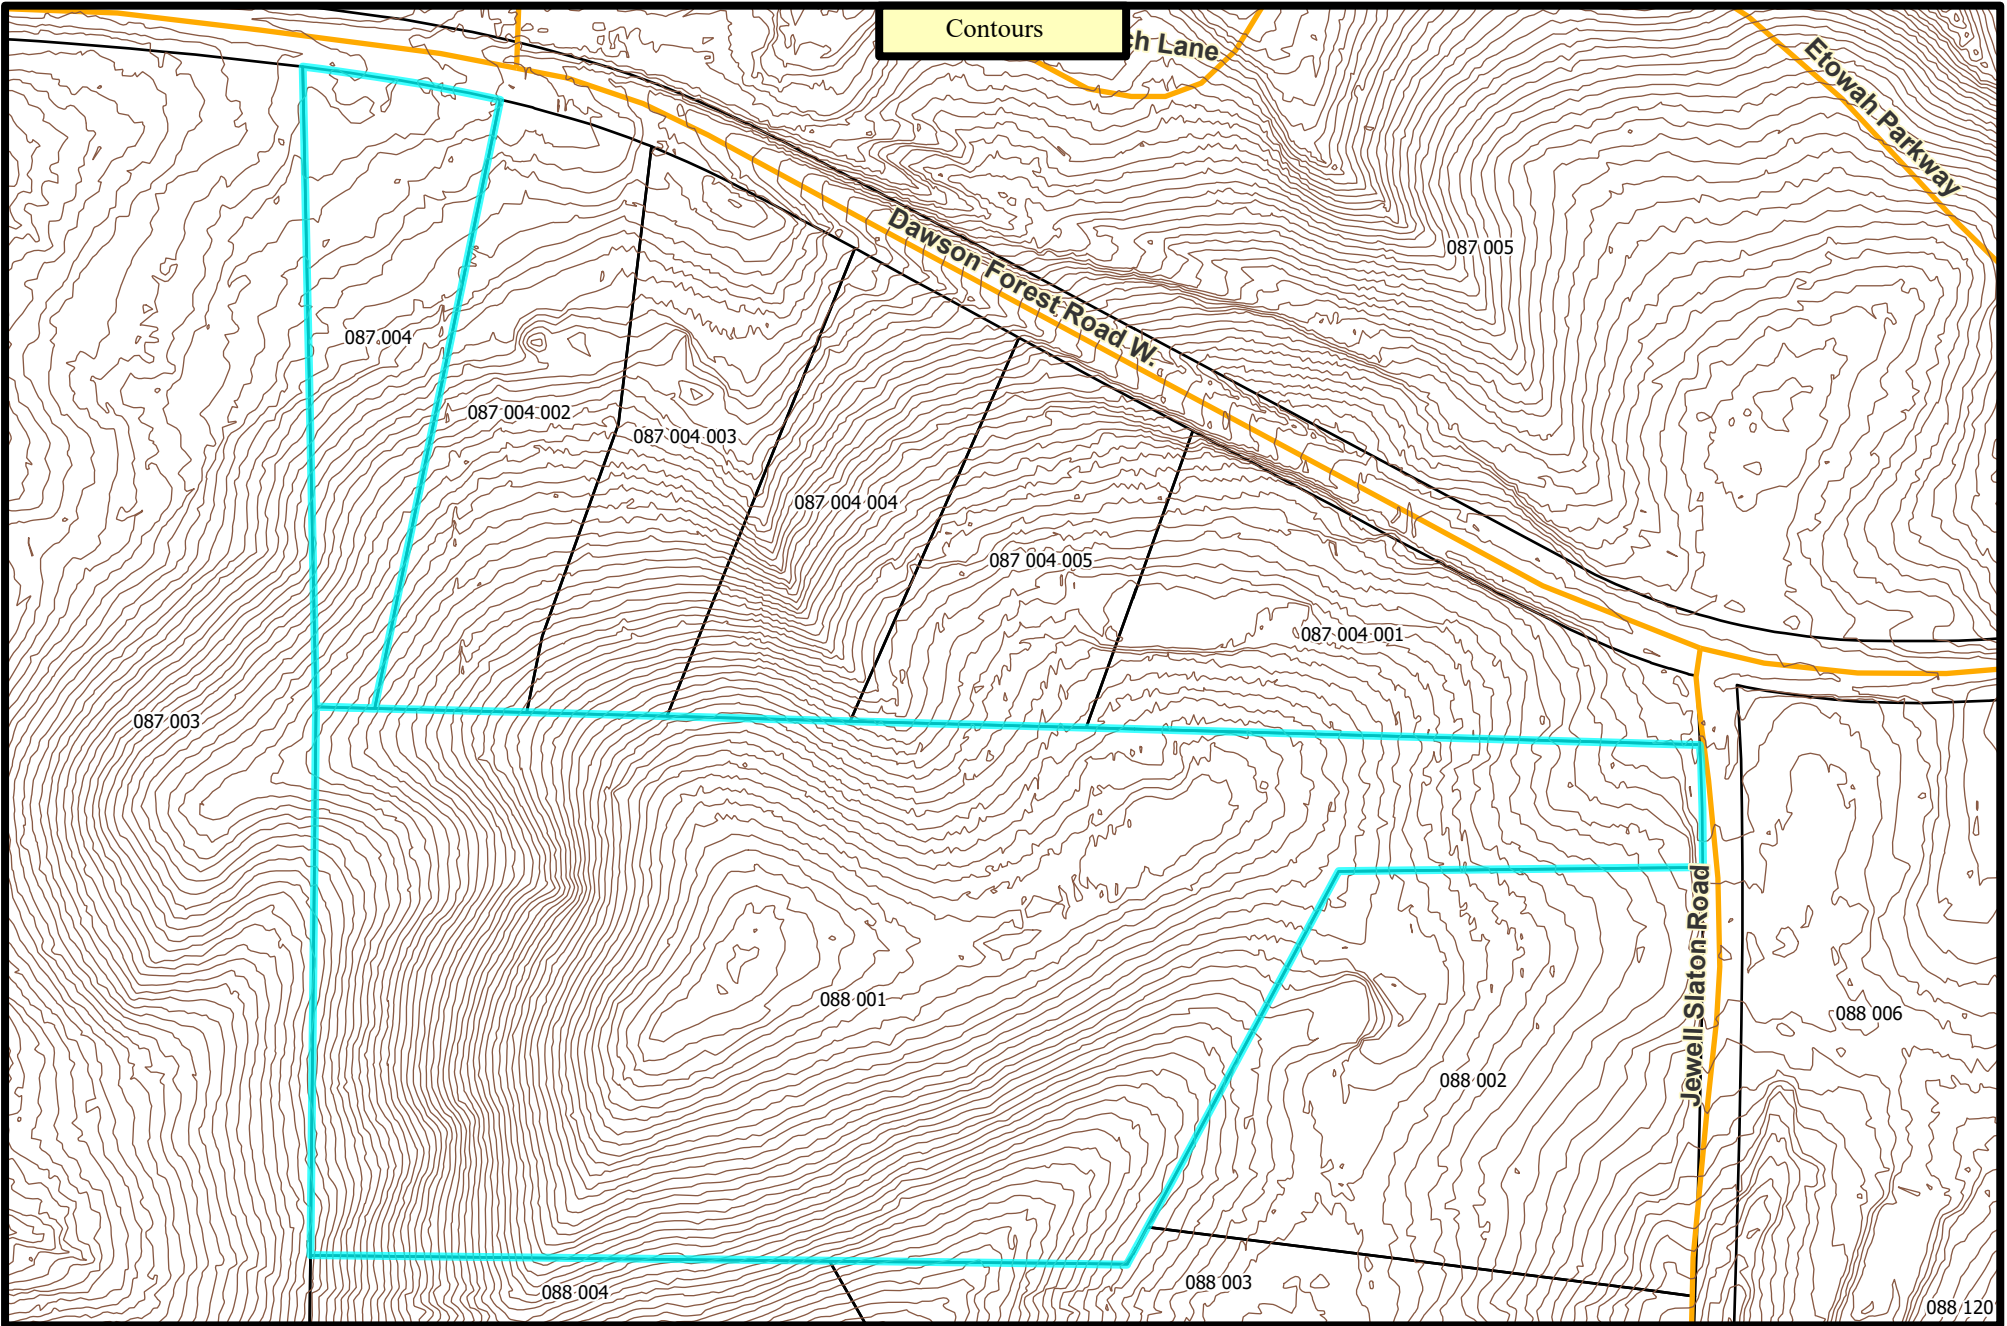 Contours
ch Lane
Etowah Parkway
087 005
Dawson Forest Road W.
087 004
087 004 002
087 004 003
087 004 004
087 004 005
087 004 001
087 003
Jewell Slaton Road
088 001
088 006
088 002
088 003
088 004
088 120